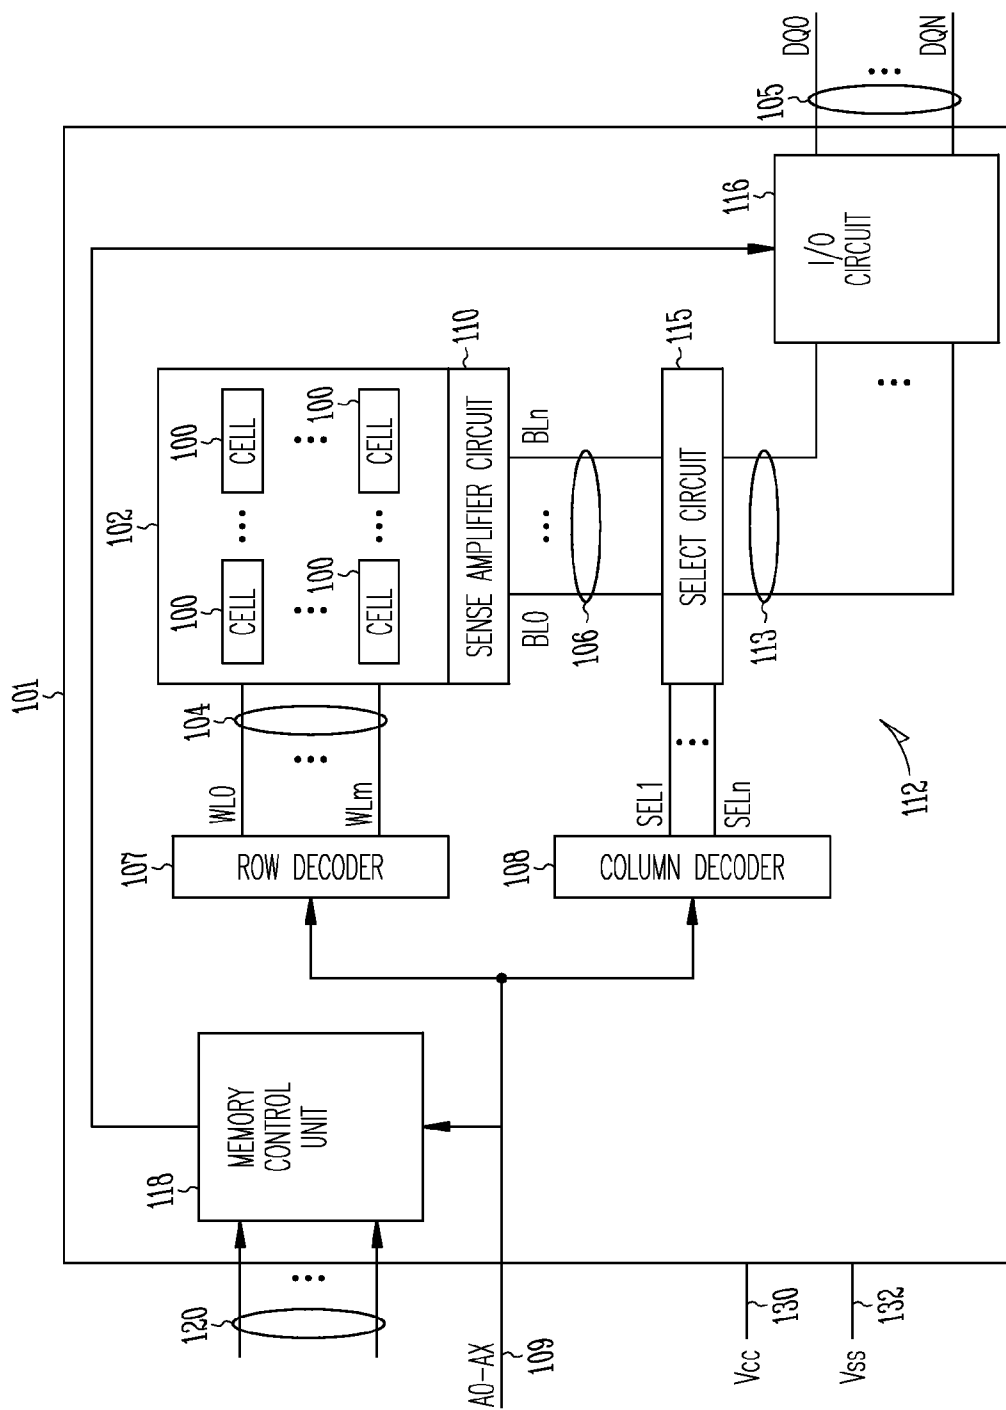 101
120
118
MEMORY
CONTROL
UNIT
A0-AX
109
Vcc
130
Vss
132
107
ROW DECODER
WL0
WLm
104
102
100
CELL
100
CELL
100
CELL
100
CELL
SENSE AMPLIFIER CIRCUIT
110
BL0
BLn
106
108
COLUMN DECODER
SEL1
SELn
SELECT CIRCUIT
115
113
112
116
I/O
CIRCUIT
105
DQ0
DQN